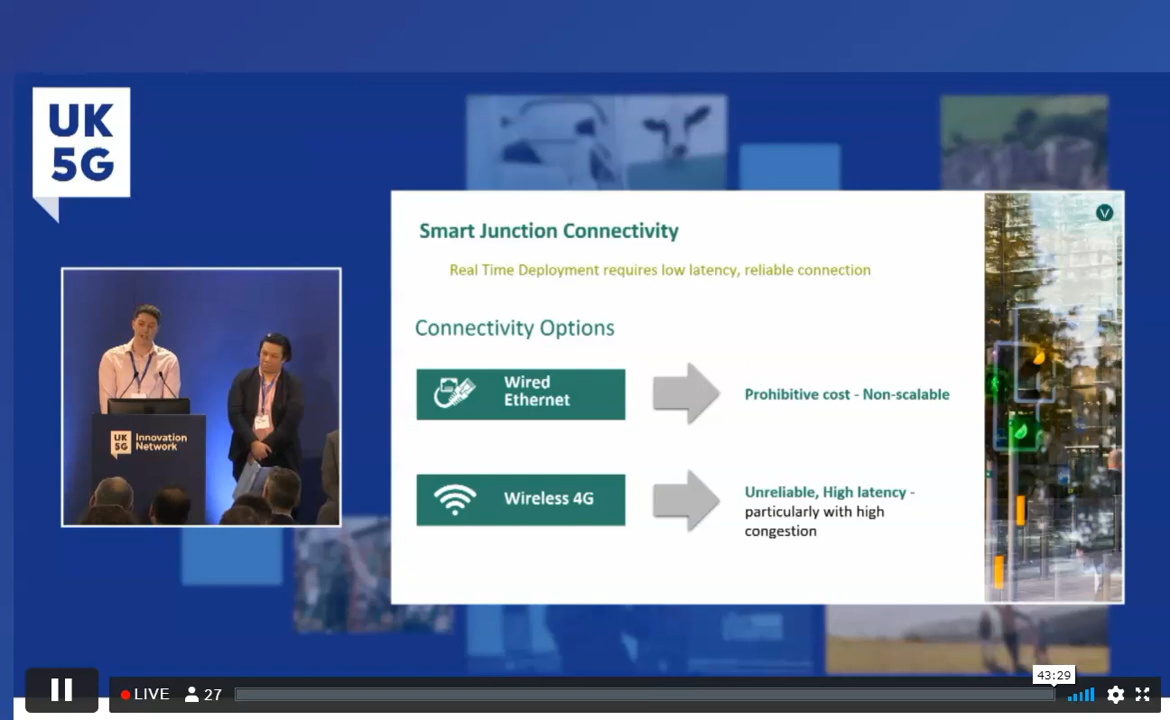 UK
5G
Smart Junction Connectivity
Real Time Deployment requires low latency, reliable connection
Connectivity Options
Wired
Ethernet
Prohibitive cost - Non-scalable
Wireless 4G
Unreliable, High latency -
particularly with high
congestion
V
UK
5G
Innovation
Network
43:29
LIVE
27